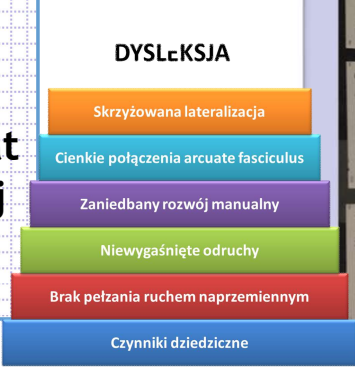 DYSLEKSJA
Skrzyżowana lateralizacja
Cienkie połączenia arcuate fasciculus
Zaniedbany rozwój manualny
Niewygaśnięte odruchy
Brak pełzania ruchem naprzemiennym
Czynniki dziedziczne